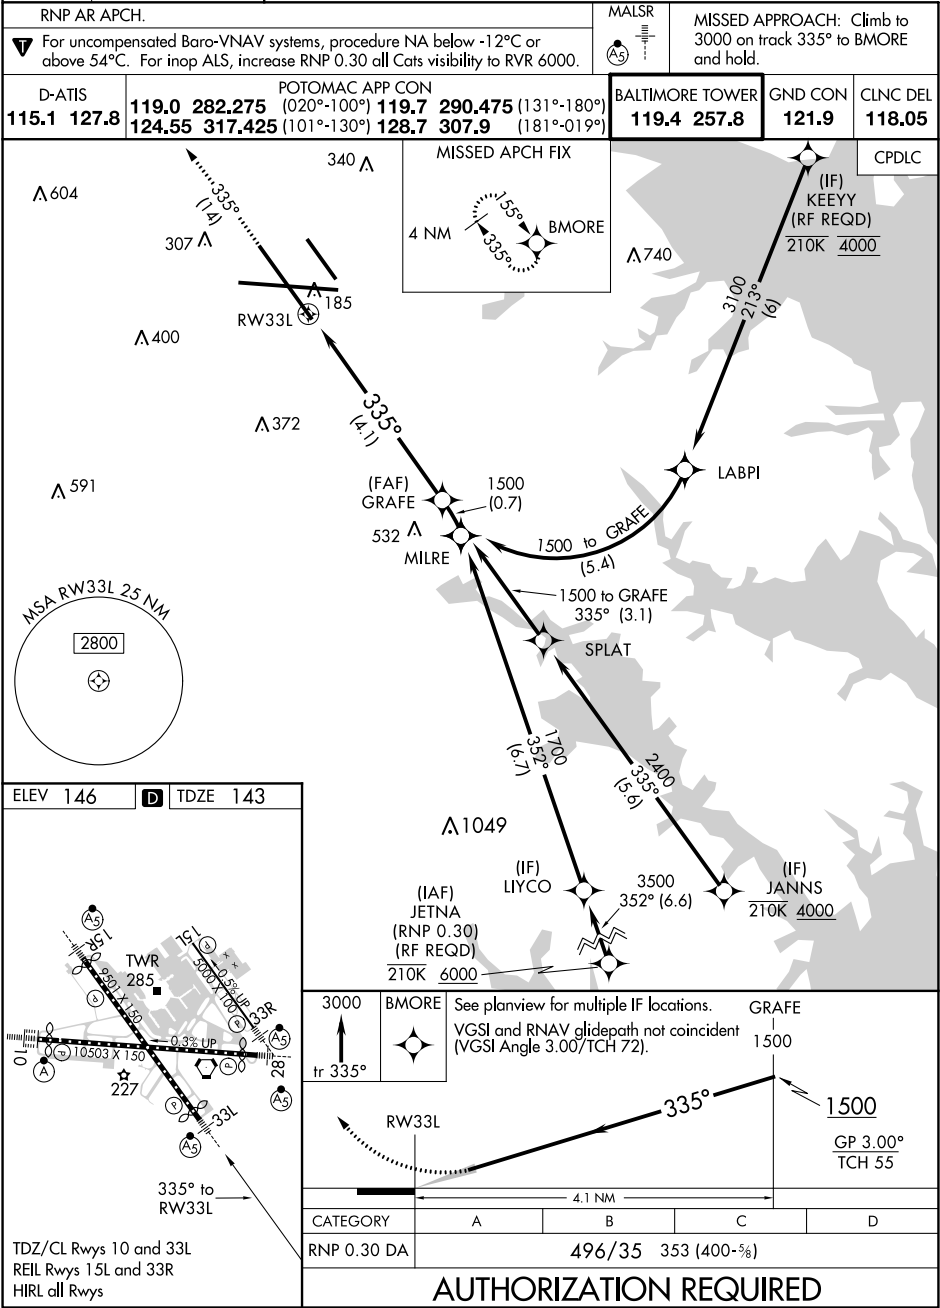 RNP AR APCH.
For uncompensated Baro-VNAV systems, procedure NA below -12°C or
above 54°C. For inop ALS, increase RNP 0.30 all Cats visibility to RVR 6000.
T
MALSR
A5
MISSED APPROACH: Climb to
3000 on track 335° to BMORE
and hold.
D-ATIS
115.1 127.8
POTOMAC APP CON
119.0 282.275 (020°-100°) 119.7 290.475 (131°-180°)
124.55 317.425 (101°-130°) 128.7 307.9 (181°-019°)
BALTIMORE TOWER
119.4 257.8
GND CON
121.9
CLNC DEL
118.05
CPDLC
MISSED APCH FIX
155°
BMORE
4 NM
335°
604
340
335°
(14)
307
740
185
RW33L
400
(IF)
KEEYY
(RF REQD)
210K 4000
3100
213°
(6)
335°
(4.1)
372
LABPI
591
(FAF)
GRAFE
1500
(0.7)
532
MILRE
1500 to GRAFE
(5.4)
1500 to GRAFE
335° (3.1)
SPLAT
MSA RW33L 25 NM
2800
1700
352°
(6.7)
2400
335°
(5.6)
1049
(IF)
LIYCO
3500
352° (6.6)
(IF)
JANNS
210K 4000
(IAF)
JETNA
(RNP 0.30)
(RF REQD)
210K 6000
ELEV 146
D
TDZE 143
A5
15R
15L
TWR
285
P
9501 X 150
5000 X 100
0.5% UP
P
P
33R
A5
10
A
P
10503 X 150
0.3% UP
P
28
A5
227
P
33L
A5
335° to
RW33L
TDZ/CL Rwys 10 and 33L
REIL Rwys 15L and 33R
HIRL all Rwys
3000
tr 335°
BMORE
See planview for multiple IF locations.
VGSI and RNAV glidepath not coincident
(VGSI Angle 3.00/TCH 72).
GRAFE
1500
335°
1500
RW33L
GP 3.00°
TCH 55
4.1 NM
CATEGORY A B C D
RNP 0.30 DA 496/35 353 (400-⅝)
AUTHORIZATION REQUIRED